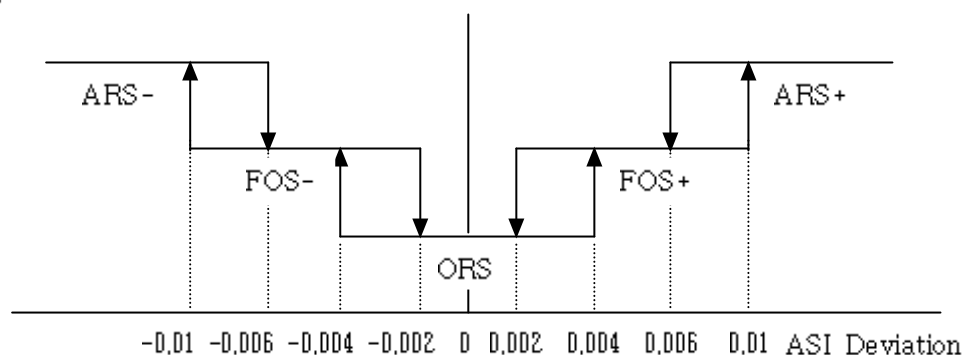 ARS- ARS+
FOS- FOS+
ORS
-0,01 -0,006 -0,004 -0,002 0 0,002 0,004 0,006 0,01 ASI Deviation